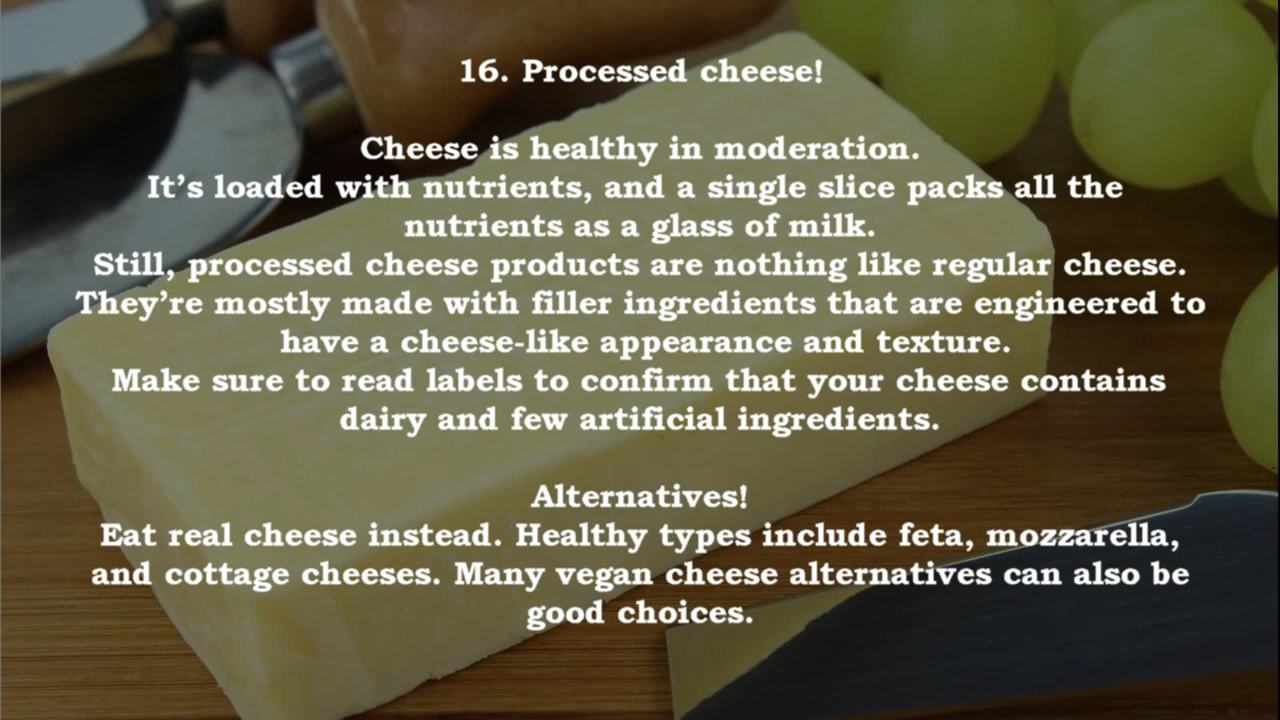 16. Processed cheese!
Cheese is healthy in moderation.
It’s loaded with nutrients, and a single slice packs all the
nutrients as a glass of milk.
Still, processed cheese products are nothing like regular cheese.
They’re mostly made with filler ingredients that are engineered to
have a cheese-like appearance and texture.
Make sure to read labels to confirm that your cheese contains
dairy and few artificial ingredients.
Alternatives!
Eat real cheese instead. Healthy types include feta, mozzarella,
and cottage cheeses. Many vegan cheese alternatives can also be
good choices.